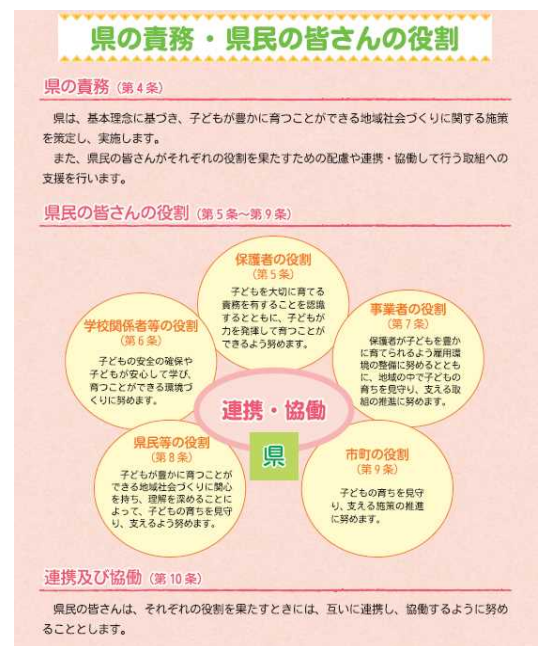 県の責務・県民の皆さんの役割
県の責務（第4条）
県は、基本理念に基づき、子どもが豊かに育つことができる地域社会づくりに関する施策
を策定し、実施します。
また、県民の皆さんがそれぞれの役割を果たすための配慮や連携・協働して行う取組への
支援を行います。
県民の皆さんの役割（第5条～第9条）
保護者の役割
（第5条）
子どもを大切に育てる
責務を有することを認識
するとともに、子どもが
力を発揮して育つことが
できるよう努めます。
学校関係者等の役割
（第6条）
子どもの安全の確保や
子どもが安心して学び、
育つことができる環境づ
くりに努めます。
事業者の役割
（第7条）
保護者が子どもを豊か
に育てられるよう雇用環
境の整備に努めるととも
に、地域の中で子どもの
育ちを見守り、支える取
組の推進に努めます。
連携・協働
県
県民等の役割
（第8条）
子どもが豊かに育つことが
できる地域社会づくりに関心
を持ち、理解を深めることに
よって、子どもの育ちを見守
り、支えるよう努めます。
市町の役割
（第9条）
子どもの育ちを見守
り、支える施策の推進
に努めます。
連携及び協働（第10条）
県民の皆さんは、それぞれの役割を果たすときには、互いに連携し、協働するように努め
ることとします。